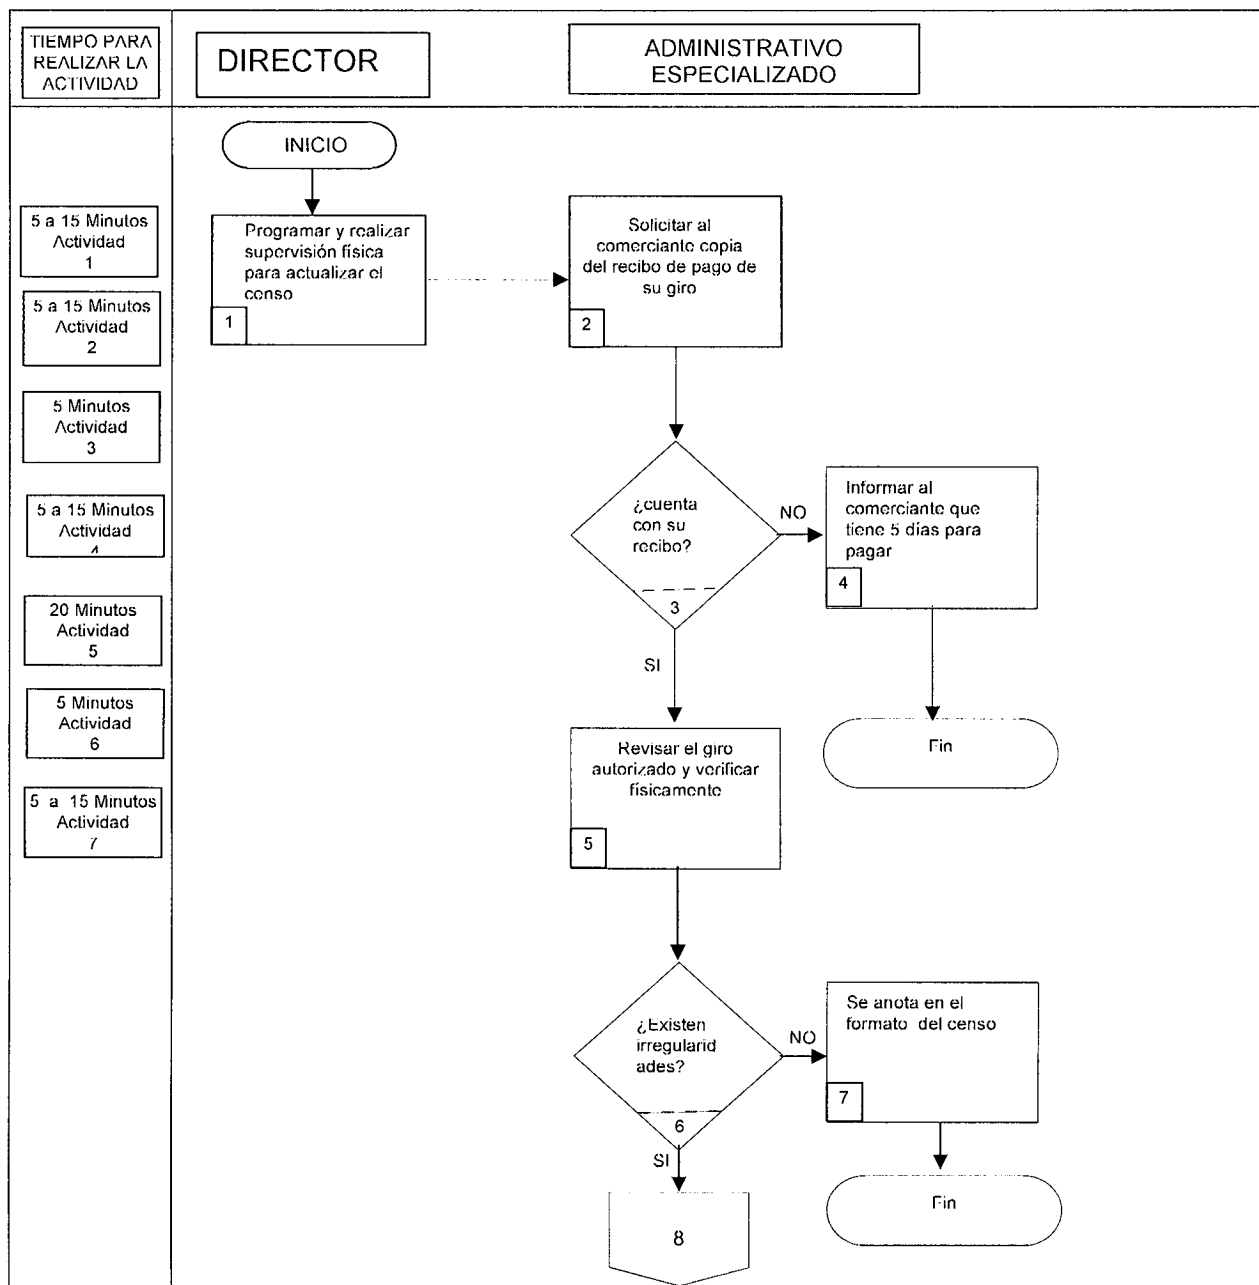 TIEMPO PARA
REALIZAR LA
ACTIVIDAD
DIRECTOR
ADMINISTRATIVO
ESPECIALIZADO
INICIO
5 a 15 Minutos
Actividad
1
Programar y realizar
supervisión física
para actualizar el
censo
1
Solicitar al
comerciante copia
del recibo de pago de
su giro
2
5 a 15 Minutos
Actividad
2
5 Minutos
Actividad
3
5 a 15 Minutos
Actividad
4
¿cuenta
con su
recibo?
3
NO
Informar al
comerciante que
tiene 5 días para
pagar
4
20 Minutos
Actividad
5
SI
5 Minutos
Actividad
6
Revisar el giro
autorizado y verificar
físicamente
5
Fin
5 a 15 Minutos
Actividad
7
¿Existen
irregularid
ades?
6
NO
Se anota en el
formato del censo
7
SI
8
Fin